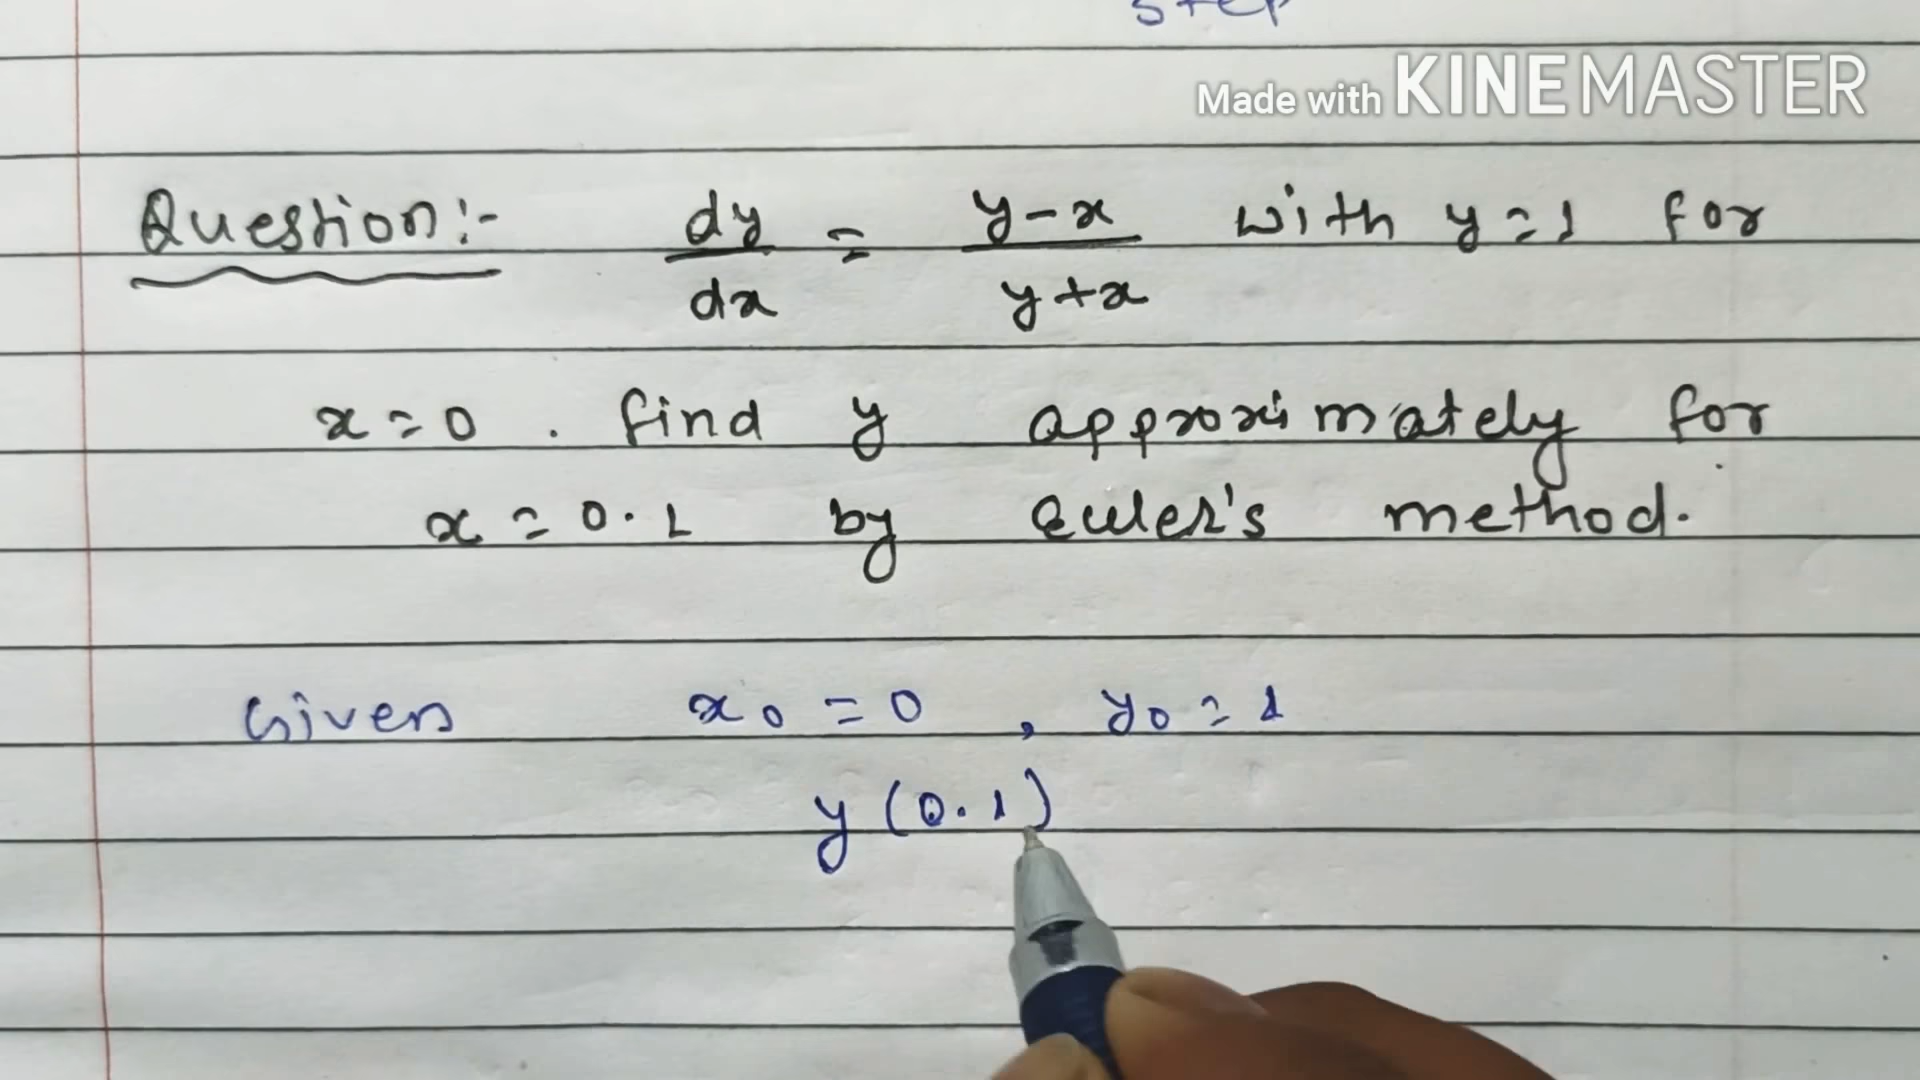 step
Made with KINEMASTER
Question:- dy/dx = y-x/y+x with y=1 for
x=0. find y approximately for
x=0.1 by Euler's method.
Given x₀=0, y₀=1
y(0.1)